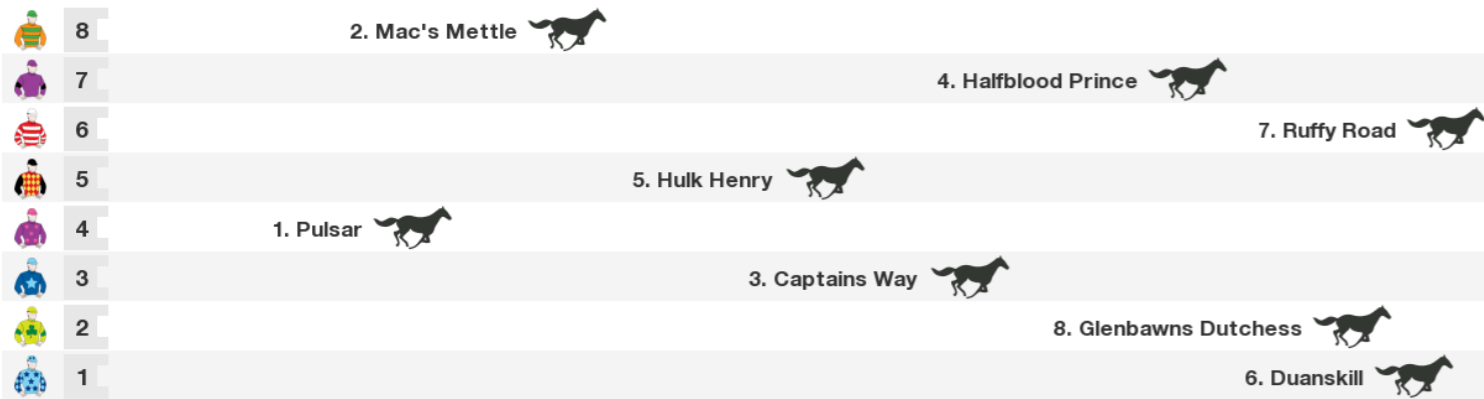 8 2. Mac's Mettle
7 4. Halfblood Prince
6 7. Ruffy Road
5 5. Hulk Henry
4 1. Pulsar
3 3. Captains Way
2 8. Glenbawns Dutchess
1 6. Duanskill